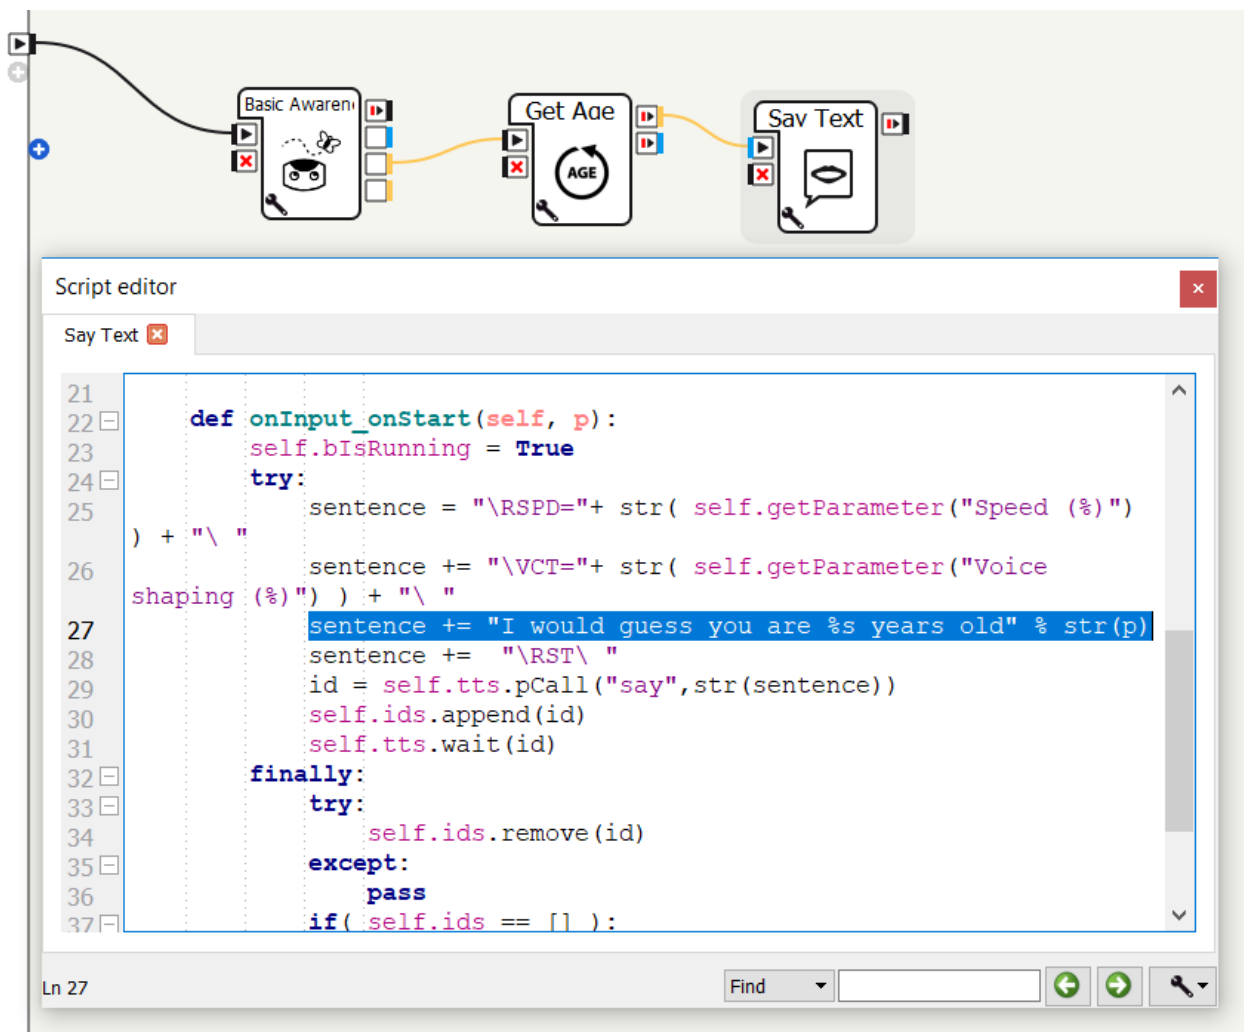 Basic Awaren
Get Age
AGE
Say Text
Script editor
Say Text
21
22 def onInput_onStart(self, p):
23 self.bIsRunning = True
24 try:
25 sentence = "\RSPD="+ str( self.getParameter("Speed (%)")
) + "\ "
26 sentence += "\VCT="+ str( self.getParameter("Voice
shaping (%)") ) + "\ "
27 sentence += "I would guess you are %s years old" % str(p)
28 sentence +=  "\RST\ "
29 id = self.tts.pCall("say",str(sentence))
30 self.ids.append(id)
31 self.tts.wait(id)
32 finally:
33 try:
34 self.ids.remove(id)
35 except:
36 pass
37 if( self.ids == [] ):
Ln 27
Find